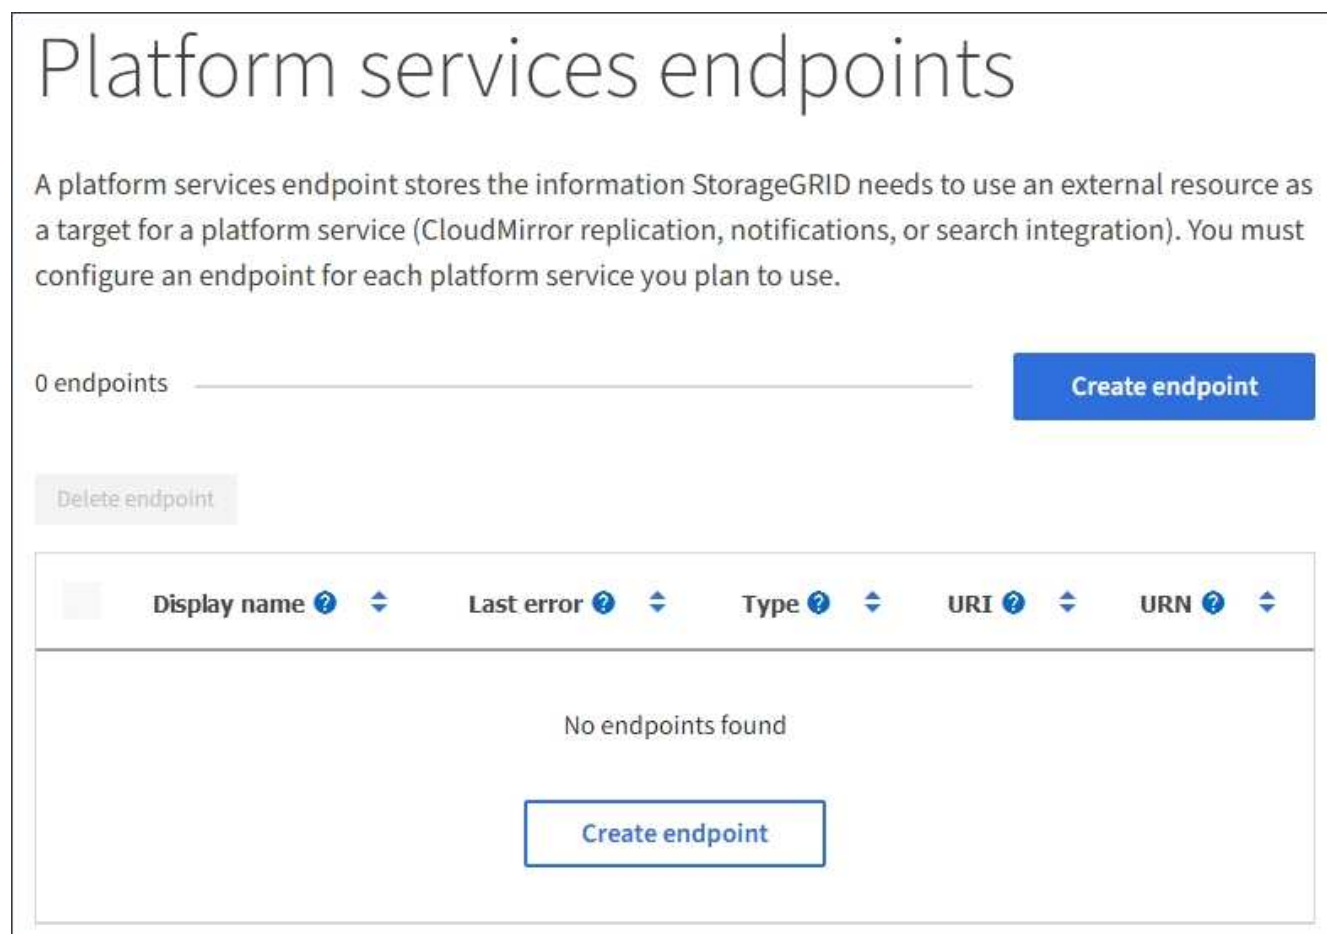 Platform services endpoints
A platform services endpoint stores the information StorageGRID needs to use an external resource as
a target for a platform service (CloudMirror replication, notifications, or search integration). You must
configure an endpoint for each platform service you plan to use.
0 endpoints
Create endpoint
Delete endpoint
Display name ? Last error ? Type ? URI ? URN ?
No endpoints found
Create endpoint